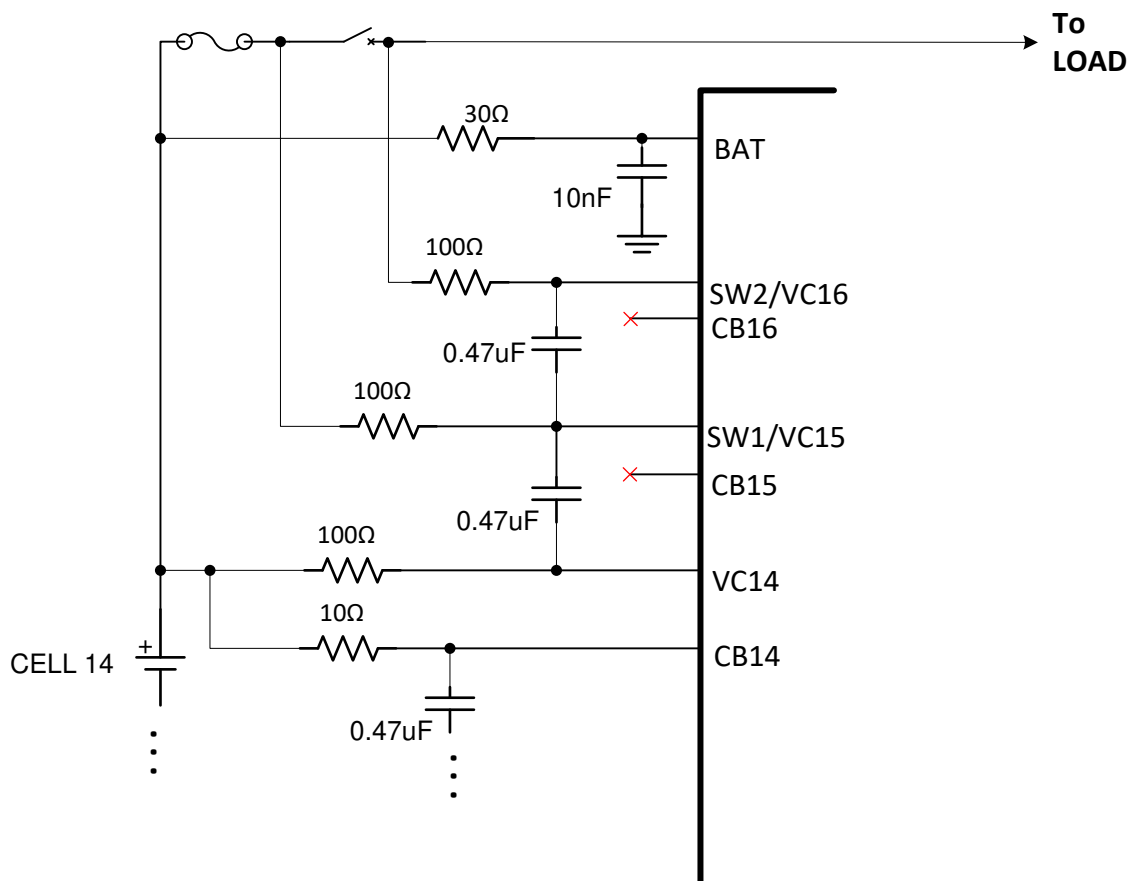 To
LOAD
30Ω
BAT
10nF
100Ω
SW2/VC16
CB16
0.47uF
100Ω
SW1/VC15
CB15
0.47uF
100Ω
VC14
10Ω
CB14
+
CELL 14
0.47uF